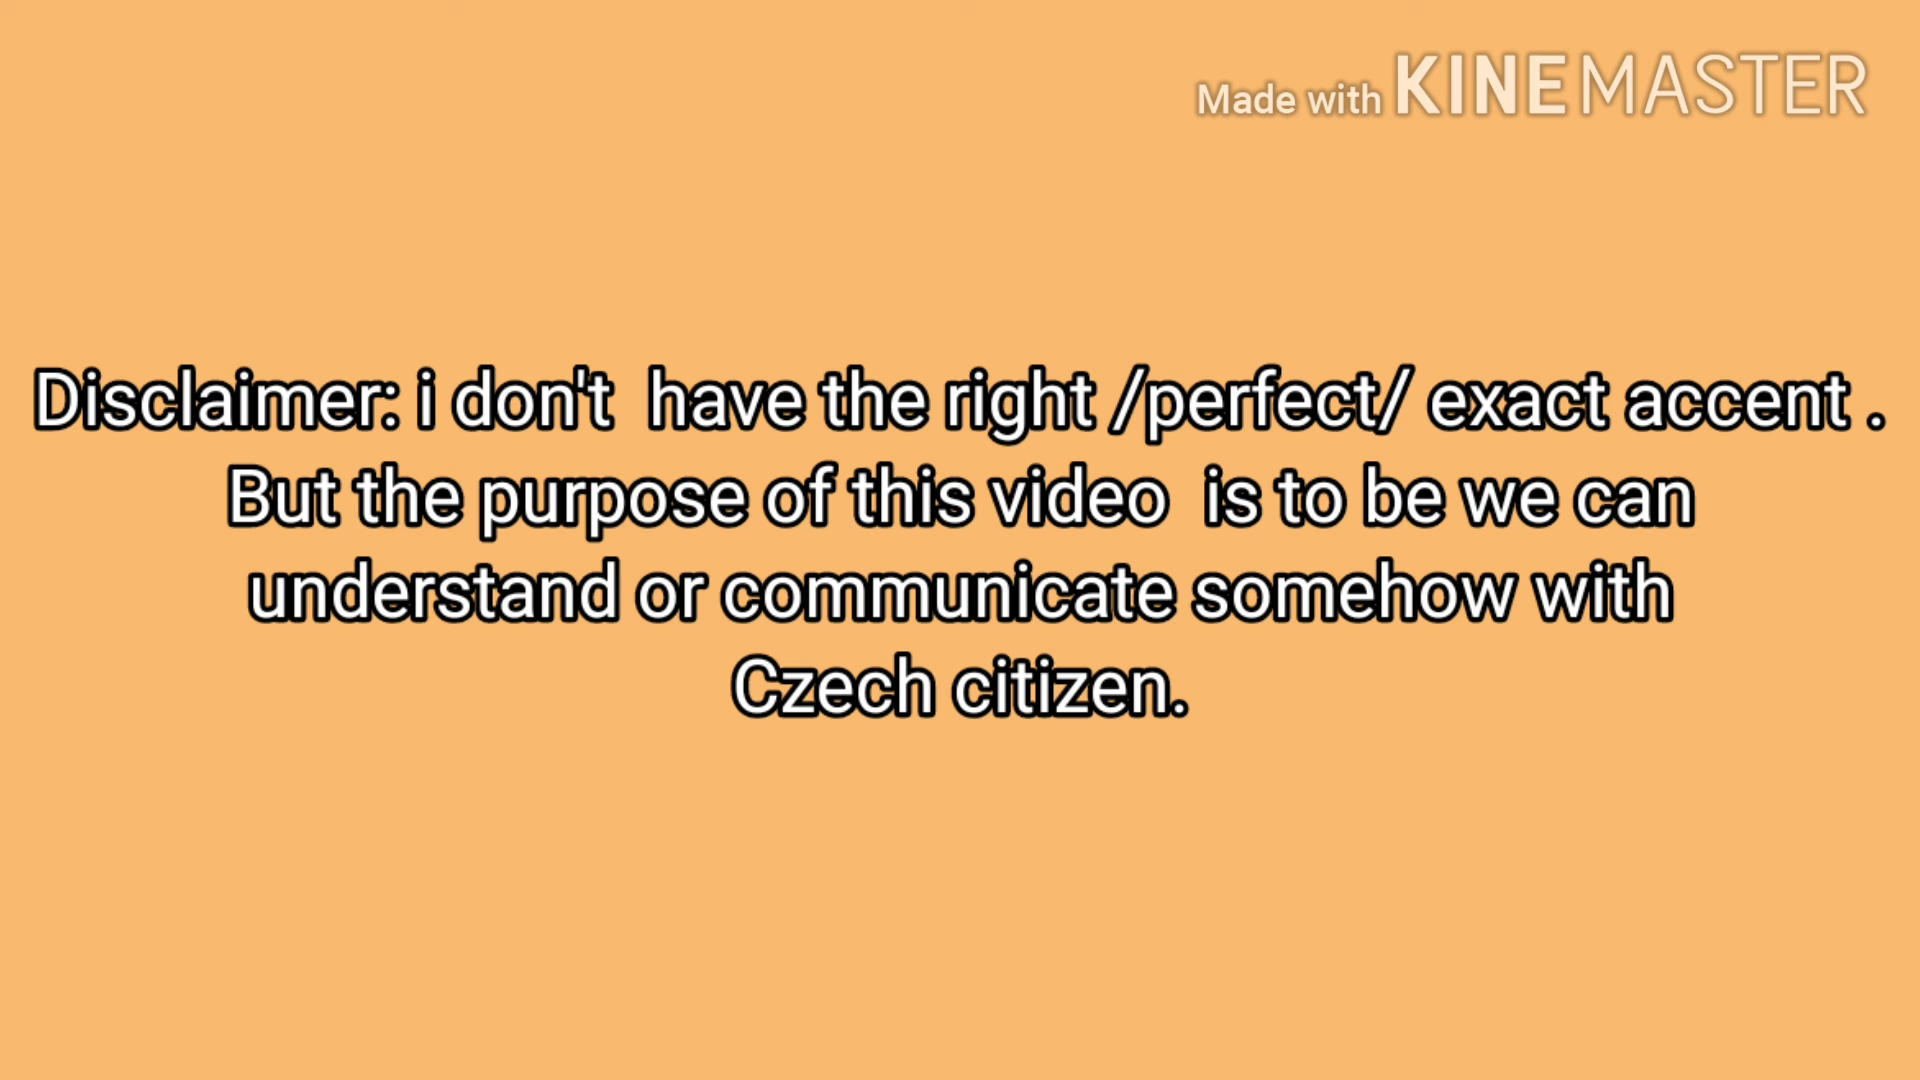 Made with KINEMASTER
Disclaimer: i don't  have the right /perfect/ exact accent .
But the purpose of this video  is to be we can
understand or communicate somehow with
Czech citizen.